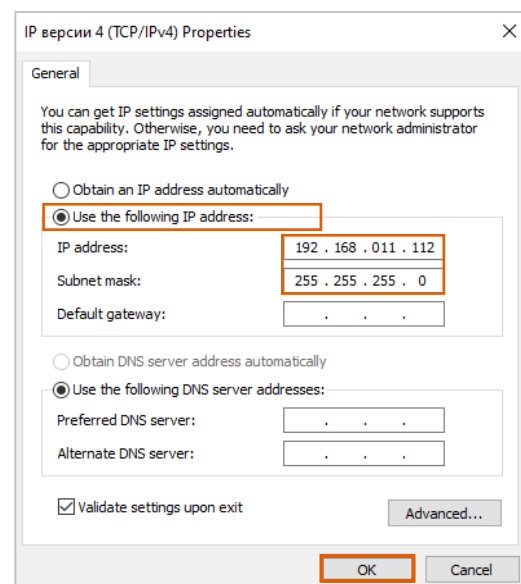 IP версии 4 (TCP/IPv4) Properties
General
You can get IP settings assigned automatically if your network supports
this capability. Otherwise, you need to ask your network administrator
for the appropriate IP settings.
Obtain an IP address automatically
Use the following IP address:
IP address: 192 . 168 . 011 . 112
Subnet mask: 255 . 255 . 255 . 0
Default gateway: . . .
Obtain DNS server address automatically
Use the following DNS server addresses:
Preferred DNS server: . . .
Alternate DNS server: . . .
Validate settings upon exit
Advanced...
OK Cancel